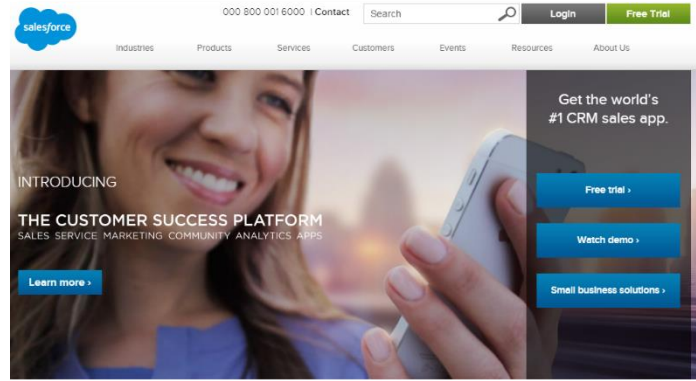 salesforce
000 800 001 6000 | Contact
Search
Login
Free Trial
Industries
Products
Services
Customers
Events
Resources
About Us
Get the world's
#1 CRM sales app.
INTRODUCING
THE CUSTOMER SUCCESS PLATFORM
SALES SERVICE MARKETING COMMUNITY ANALYTICS APPS
Learn more ›
Free trial ›
Watch demo ›
Small business solutions ›